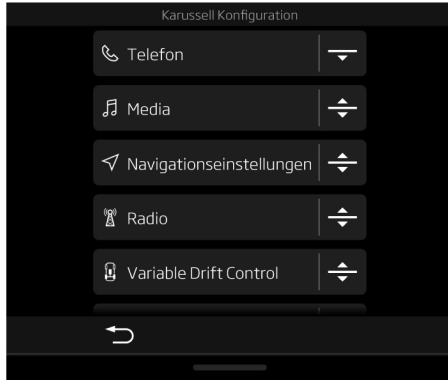 Karussell Konfiguration
Telefon
Media
Navigationseinstellungen
Radio
Variable Drift Control